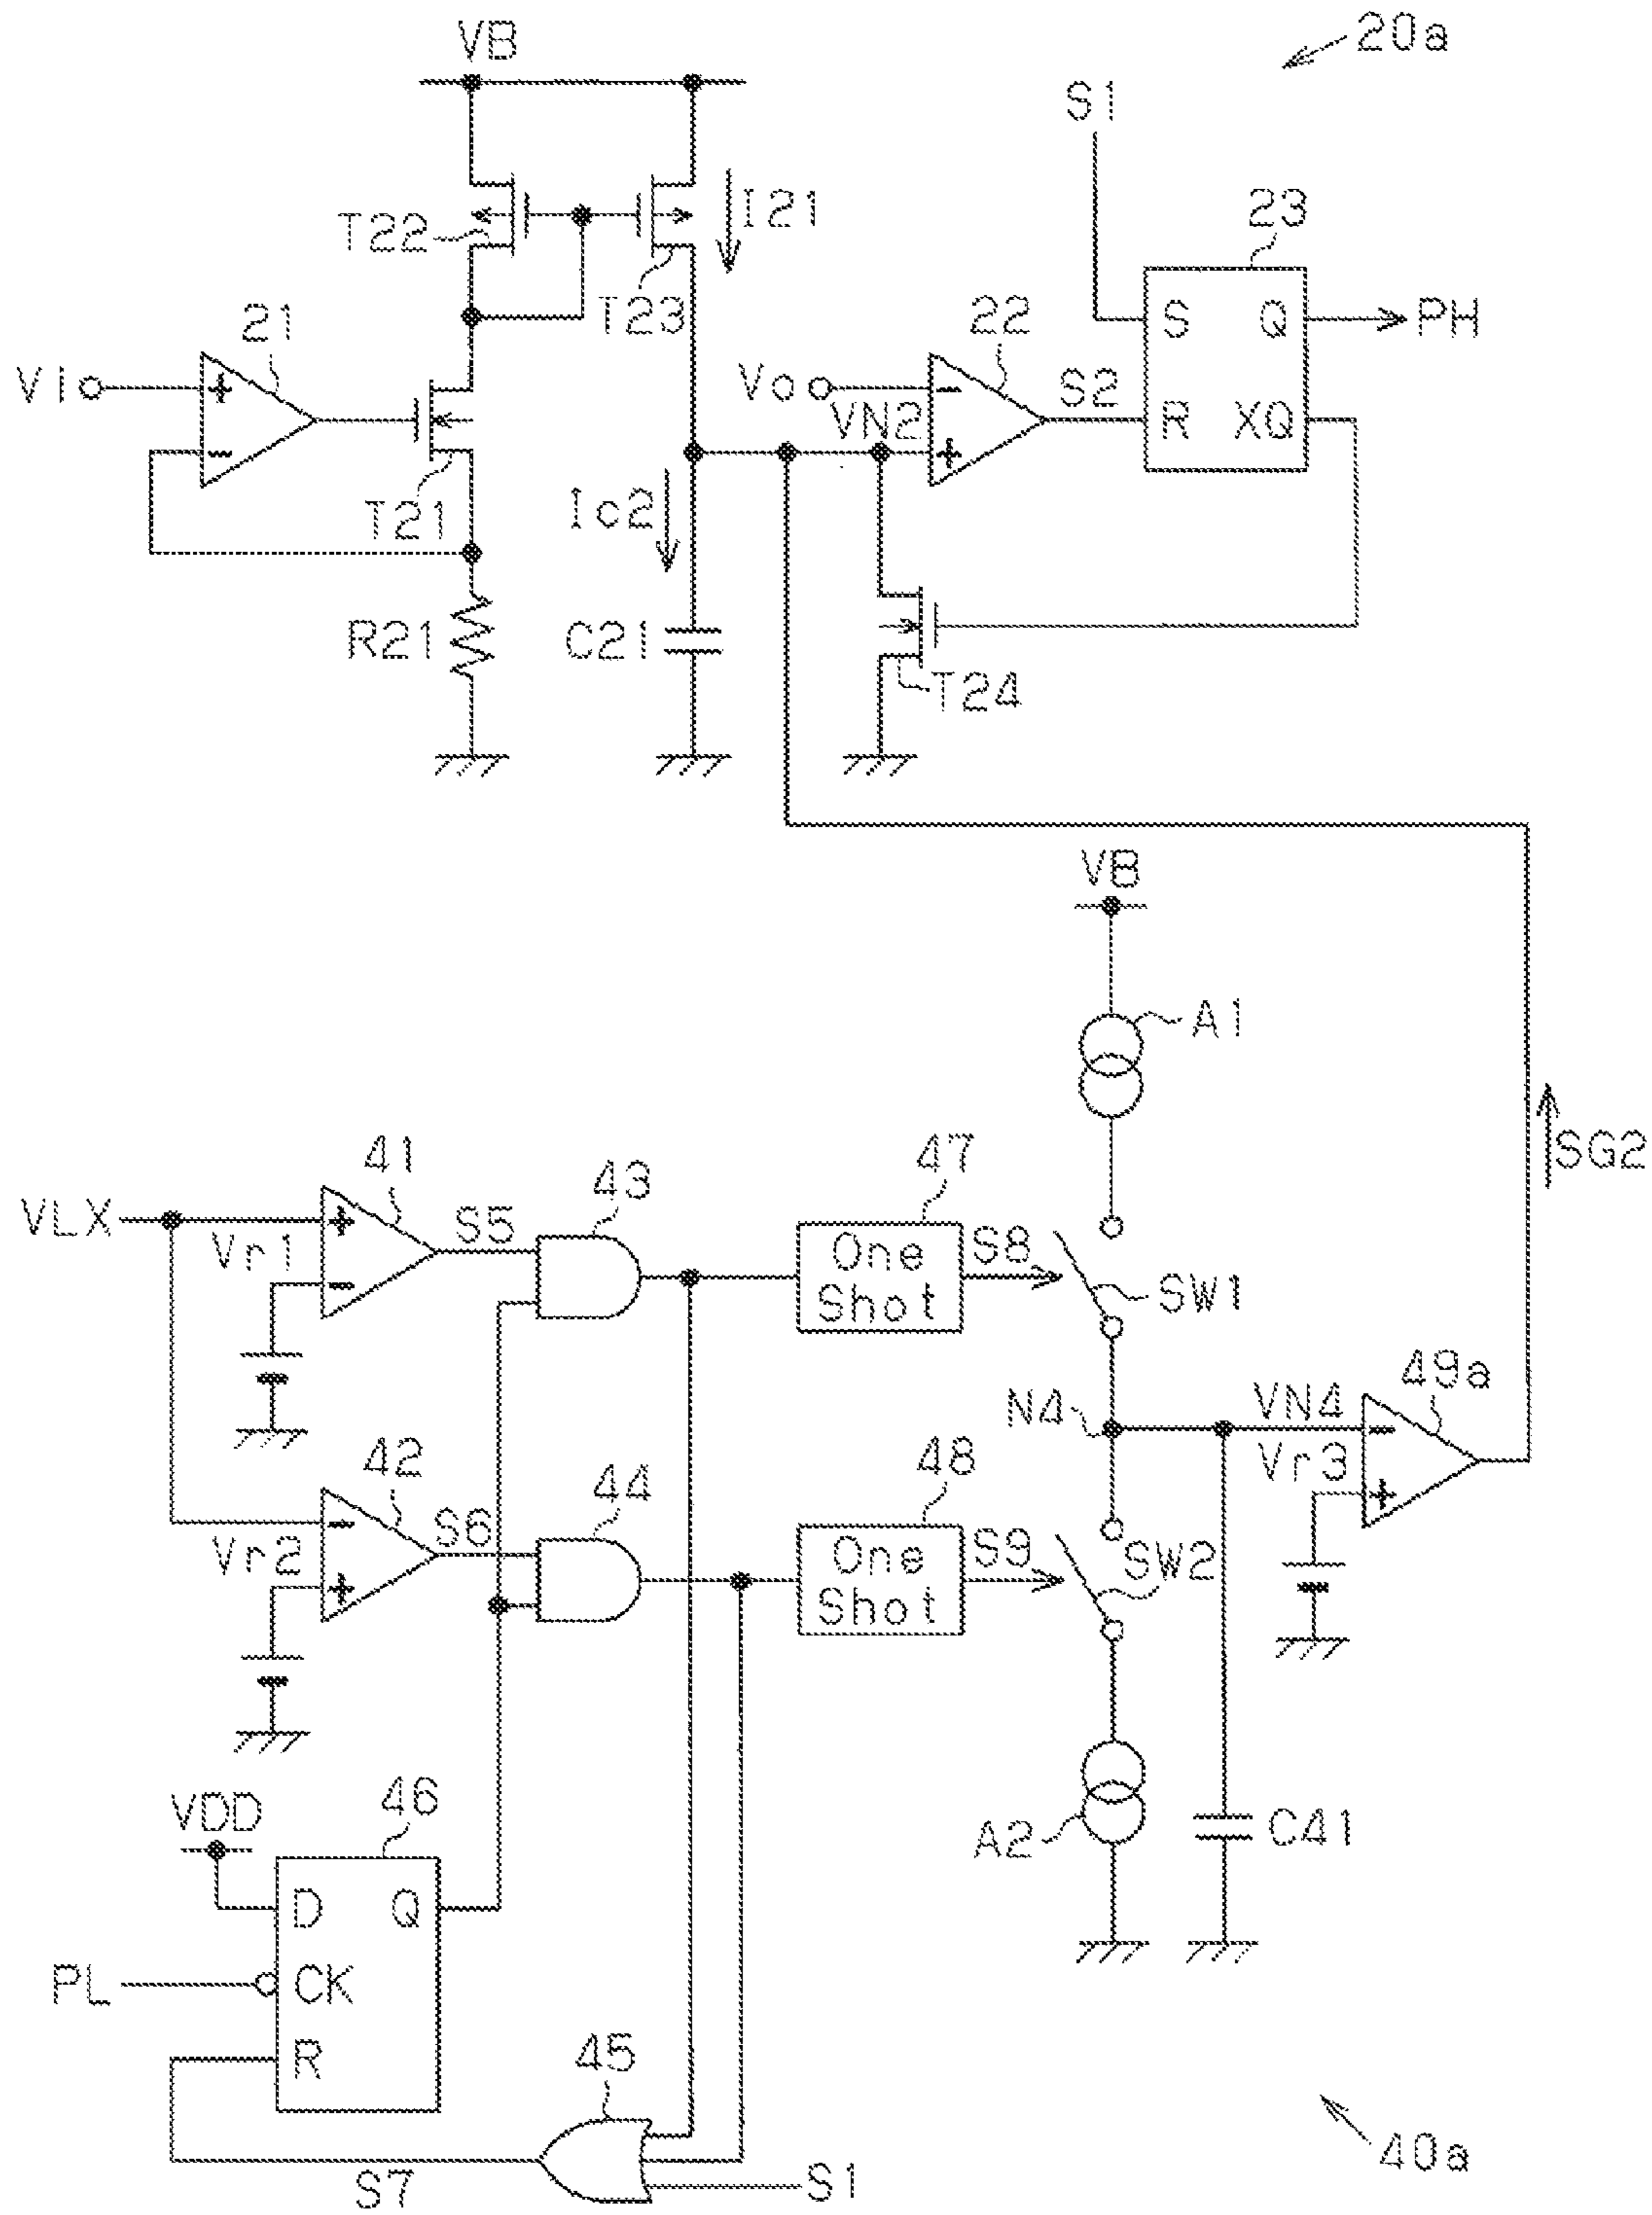 VB
20a
S1
T22
I21
23
T23
21
22
S Q
PH
Vi
Vo
VN2
S2
R XQ
T21
Ic2
R21
C21
T24
VB
A1
SG2
41
43
47
VLX
Vr1
S5
One
Shot
S8
SW1
42
44
48
N4
VN4
49a
Vr2
S6
One
Shot
S9
SW2
Vr3
VDD
46
A2
C41
D Q
PL
CK
R
45
S7
S1
40a